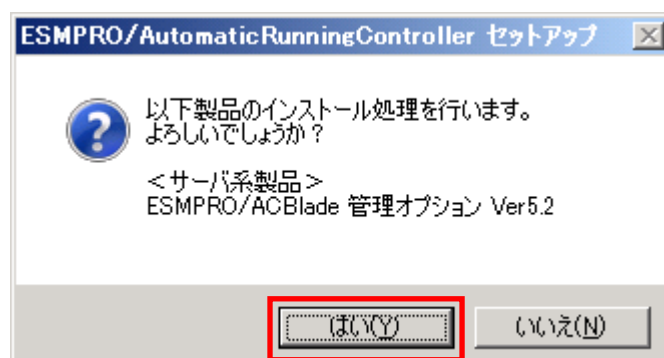 ESMPRO/AutomaticRunningController セットアップ
以下製品のインストール処理を行います。
よろしいでしょうか？
＜サーバ系製品＞
ESMPRO/ACBlade 管理オプション Ver5.2
はい(Y)
いいえ(N)